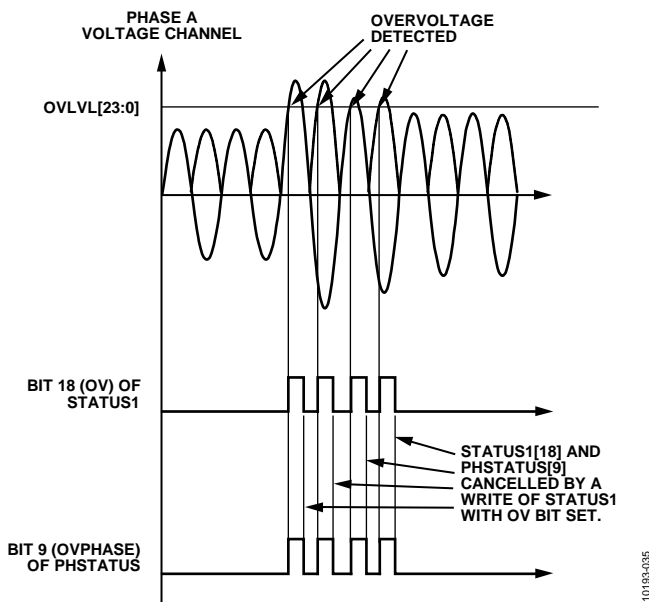 PHASE A
VOLTAGE CHANNEL
OVERVOLTAGE
DETECTED
OVLVL[23:0]
BIT 18 (OV) OF
STATUS1
STATUS1[18] AND
PHSTATUS[9]
CANCELLED BY A
WRITE OF STATUS1
WITH OV BIT SET.
BIT 9 (OVPHASE)
OF PHSTATUS
10193-035